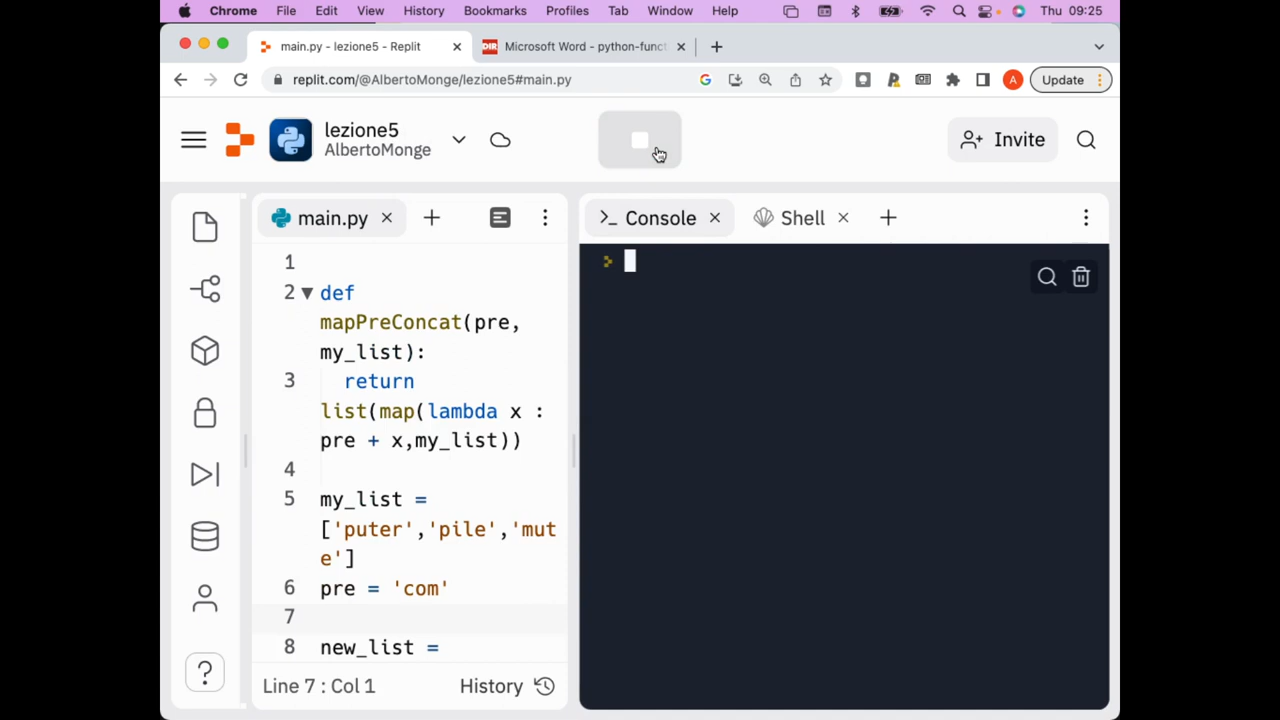 Chrome File Edit View History Bookmarks Profiles Tab Window Help Thu 09:25
main.py - lezione5 - Replit
DIR Microsoft Word - python-funct
replit.com/@AlbertoMonge/lezione5#main.py
A Update
lezione5
AlbertoMonge
Invite
main.py
Console
Shell
1
2 def
mapPreConcat(pre,
my_list):
3 return
list(map(lambda x :
pre + x,my_list))
4
5 my_list =
['puter','pile','mut
e']
6 pre = 'com'
7
8 new_list =
?
Line 7 : Col 1
History